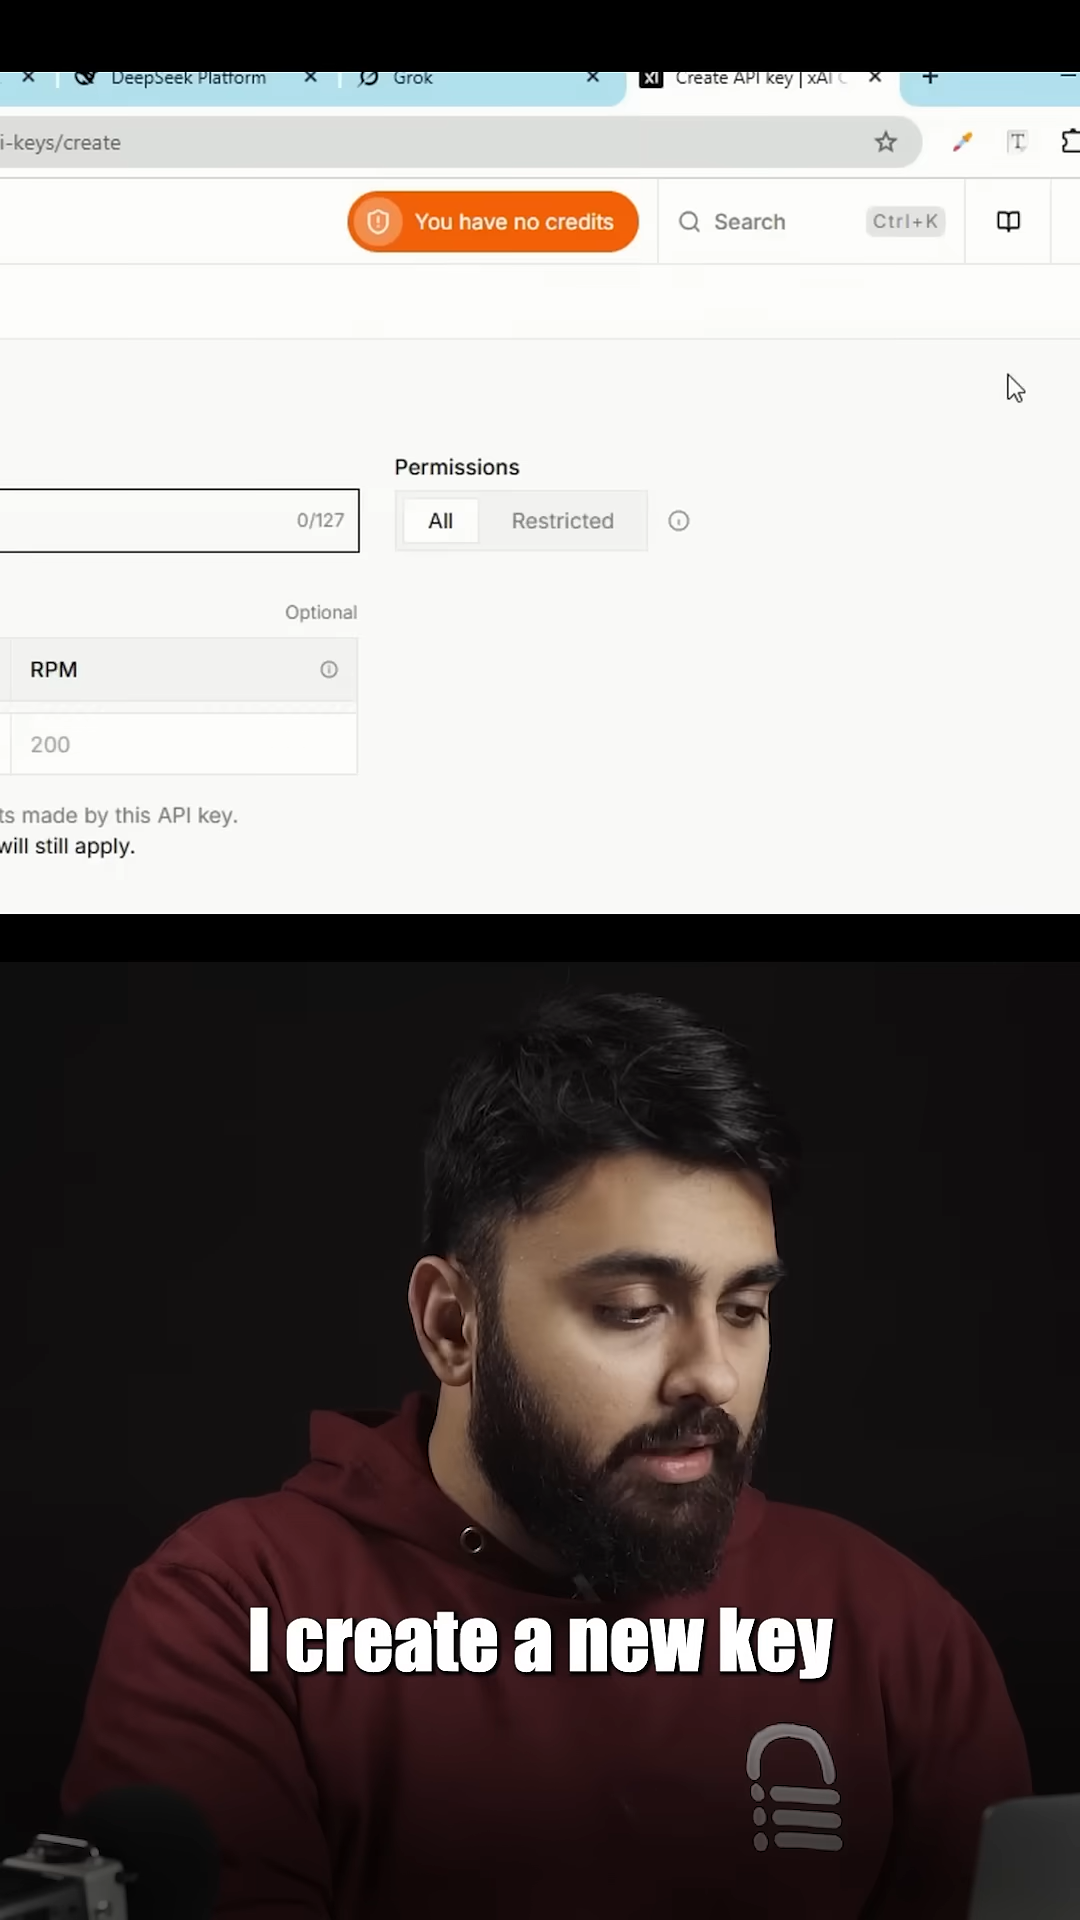 DeepSeek Platform
Grok
Create API key | xAI C
i-keys/create
You have no credits
Search
Ctrl+K
Permissions
0/127
All
Restricted
Optional
RPM
200
ts made by this API key.
will still apply.
I create a new key